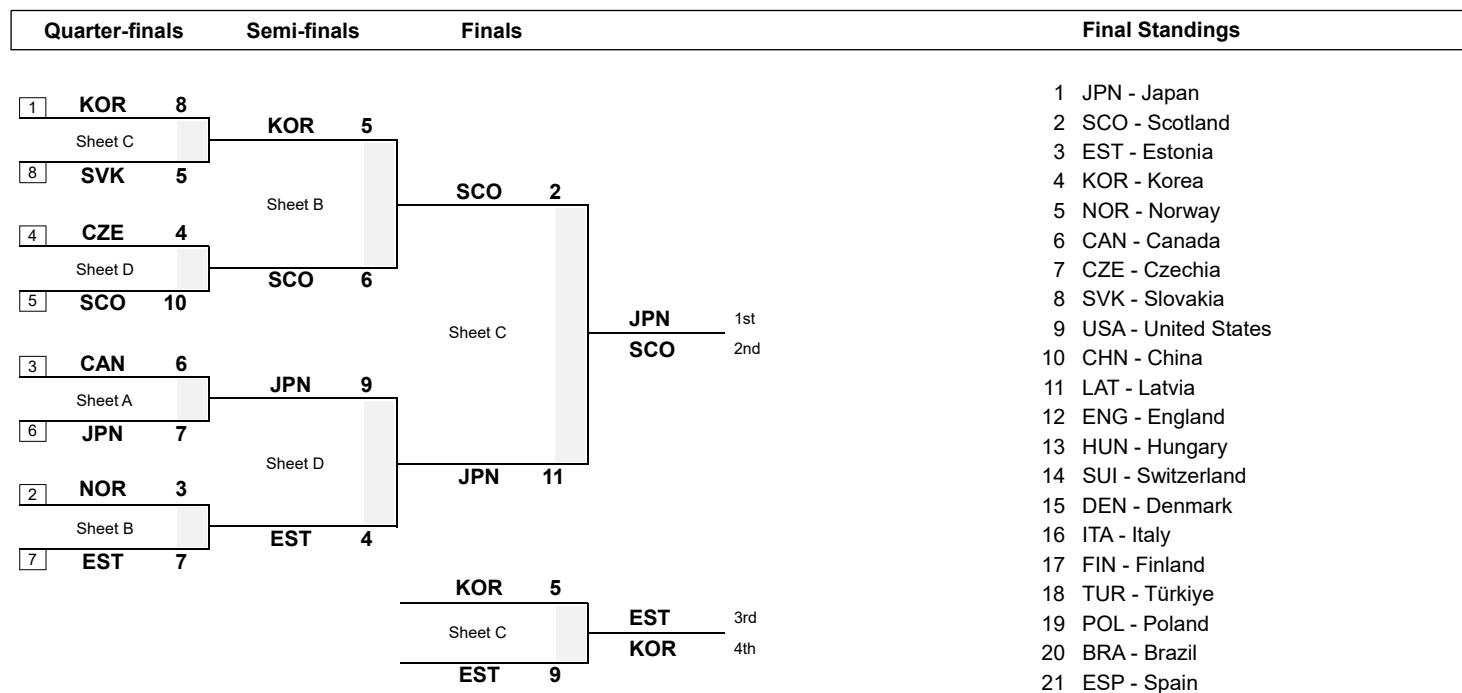 Quarter-finals Semi-finals Finals Final Standings
1 KOR 8
Sheet C
8 SVK 5
4 CZE 4
Sheet D
5 SCO 10
3 CAN 6
Sheet A
6 JPN 7
2 NOR 3
Sheet B
7 EST 7
KOR 5
Sheet B
SCO 6
JPN 9
Sheet D
EST 4
SCO 2
Sheet C
JPN 11
JPN 1st
SCO 2nd
KOR 5
Sheet C
EST 9
EST 3rd
KOR 4th
1 JPN - Japan
2 SCO - Scotland
3 EST - Estonia
4 KOR - Korea
5 NOR - Norway
6 CAN - Canada
7 CZE - Czechia
8 SVK - Slovakia
9 USA - United States
10 CHN - China
11 LAT - Latvia
12 ENG - England
13 HUN - Hungary
14 SUI - Switzerland
15 DEN - Denmark
16 ITA - Italy
17 FIN - Finland
18 TUR - Türkiye
19 POL - Poland
20 BRA - Brazil
21 ESP - Spain